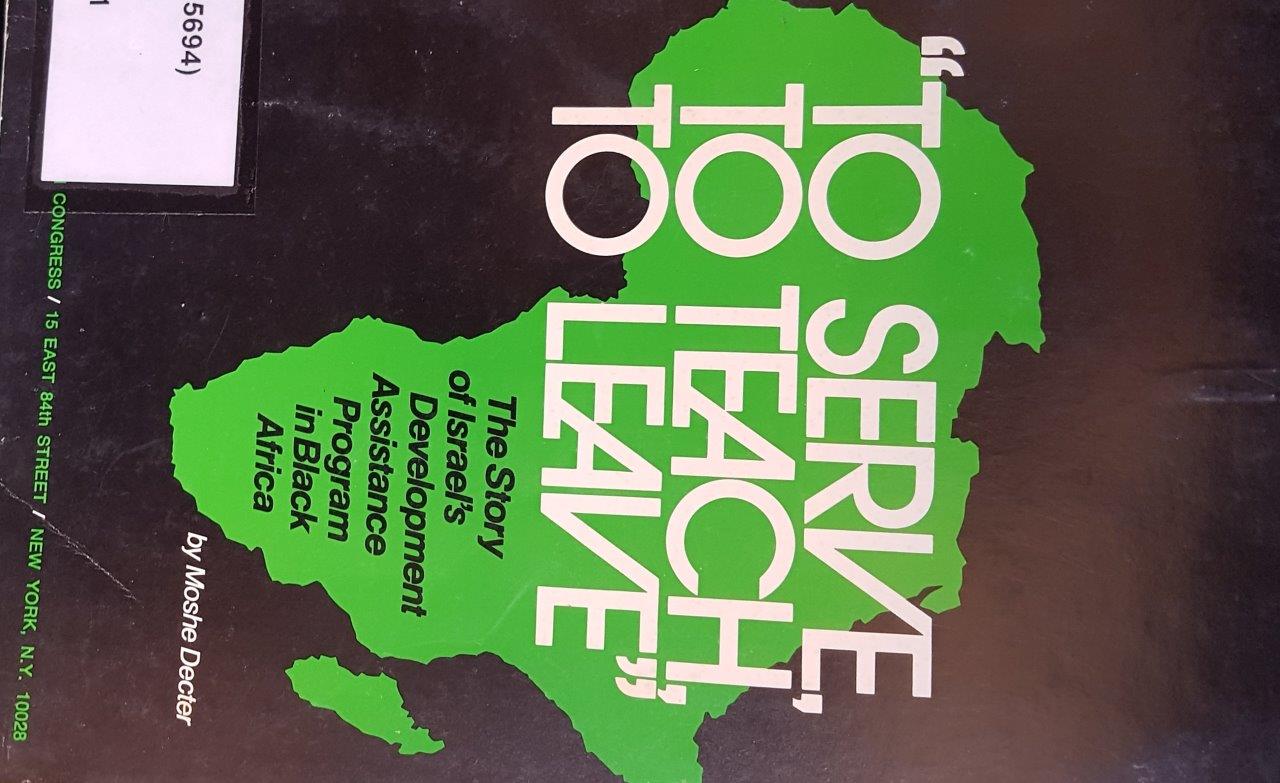 5694)
1
“TO SERVE,
TO TEACH,
TO LEAVE”
The Story
of Israel's
Development
Assistance
Program
in Black
Africa
by Moshe Decter
CONGRESS / 15 EAST 84th STREET / NEW YORK, N.Y. 10028